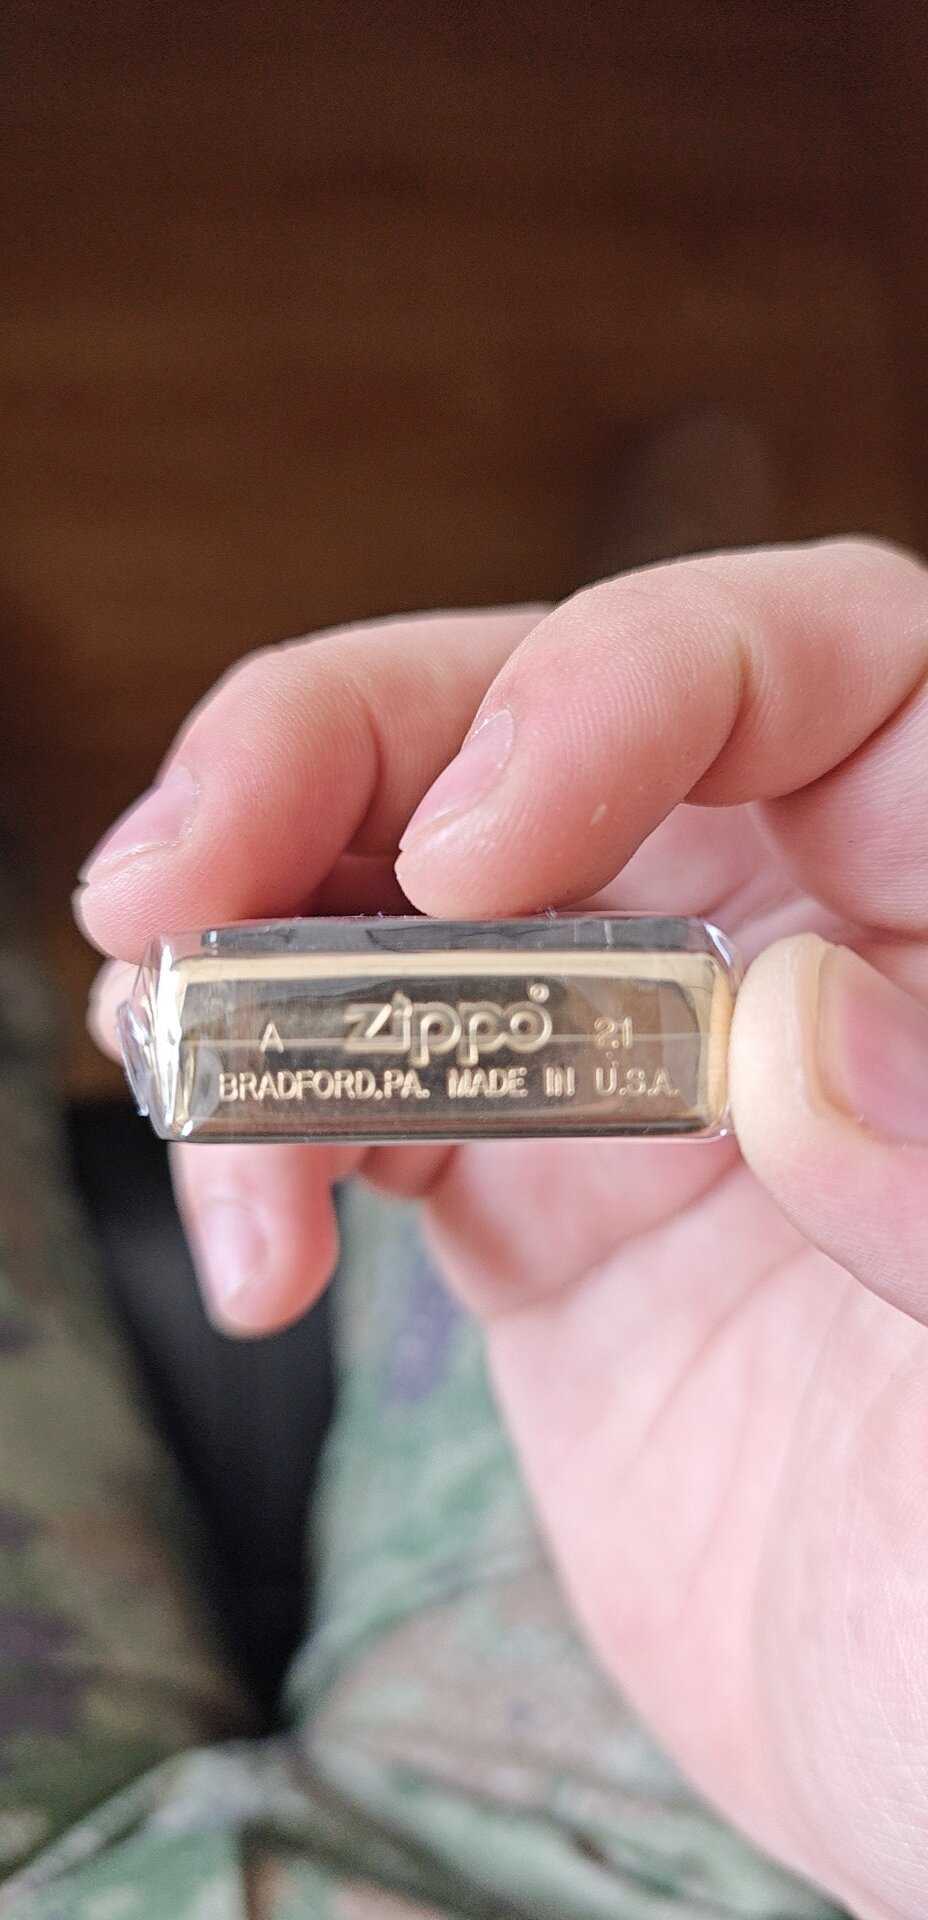 A zippo® 21
BRADFORD, PA. MADE IN U.S.A.